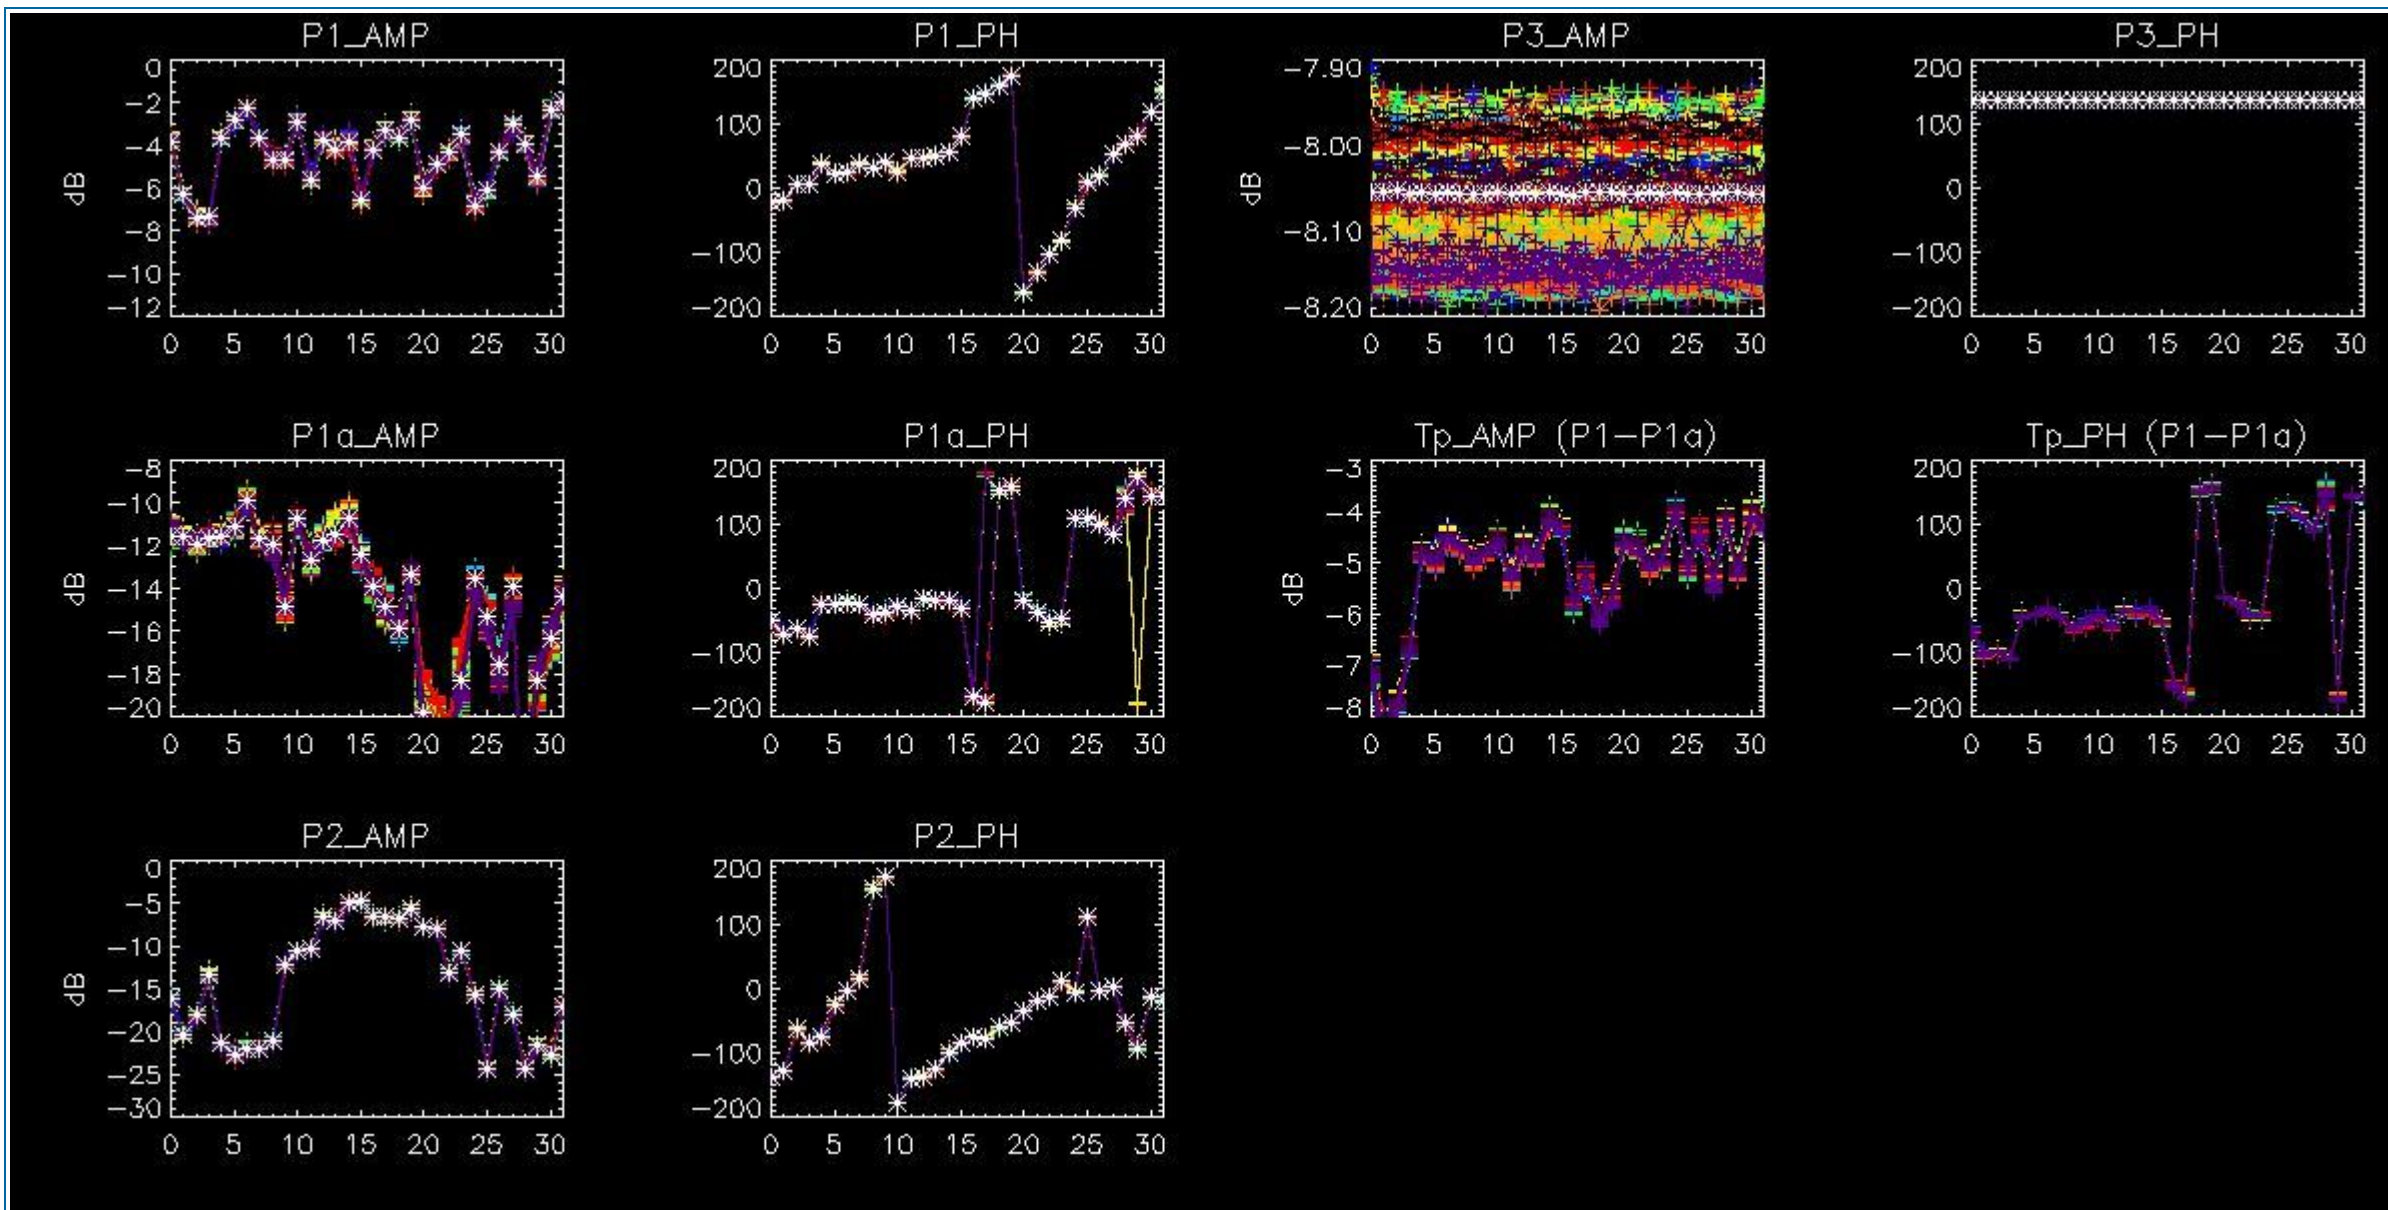 P1_AMP P1_PH P3_AMP P3_PH
0 200 -7.90 200
-2
100 -8.00 100
-4
dB 0 dB 0
-6
-8 -100 -8.10 -100
-10
-12 -200 -8.20 -200
0 5 10 15 20 25 30 0 5 10 15 20 25 30 0 5 10 15 20 25 30 0 5 10 15 20 25 30
P1a_AMP P1a_PH Tp_AMP (P1-P1a) Tp_PH (P1-P1a)
-8 200 -3 200
-10 100 -4 100
-12
dB -14 0 dB -5 0
-16 -100 -6 -100
-18 -7
-20 -200 -8 -200
0 5 10 15 20 25 30 0 5 10 15 20 25 30 0 5 10 15 20 25 30 0 5 10 15 20 25 30
P2_AMP P2_PH
0 200
-5 100
-10
dB -15 0
-20 -100
-25
-30 -200
0 5 10 15 20 25 30 0 5 10 15 20 25 30